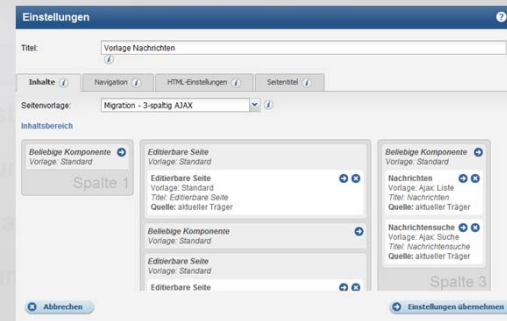 Einstellungen
Titel:
Vorlage Nachrichten
Inhalte
Navigation
HTML-Einstellungen
Seitentitel
Seitenvorlage:
Migration - 3-spaltig AJAX
Inhaltsbereich
Beliebige Komponente
Vorlage: Standard
Spalte 1
Editierbare Seite
Vorlage: Standard
Editierbare Seite
Vorlage: Standard
Titel: Editierbare Seite
Quelle: aktueller Träger
Beliebige Komponente
Vorlage: Standard
Editierbare Seite
Vorlage: Standard
Editierbare Seite
Beliebige Komponente
Vorlage: Standard
Nachrichten
Vorlage: Ajax: Liste
Titel: Nachrichten
Quelle: aktueller Träger
Nachrichtensuche
Vorlage: Ajax: Suche
Titel: Nachrichtensuche
Quelle: aktueller Träger
Spalte 3
Abbrechen
Einstellungen übernehmen